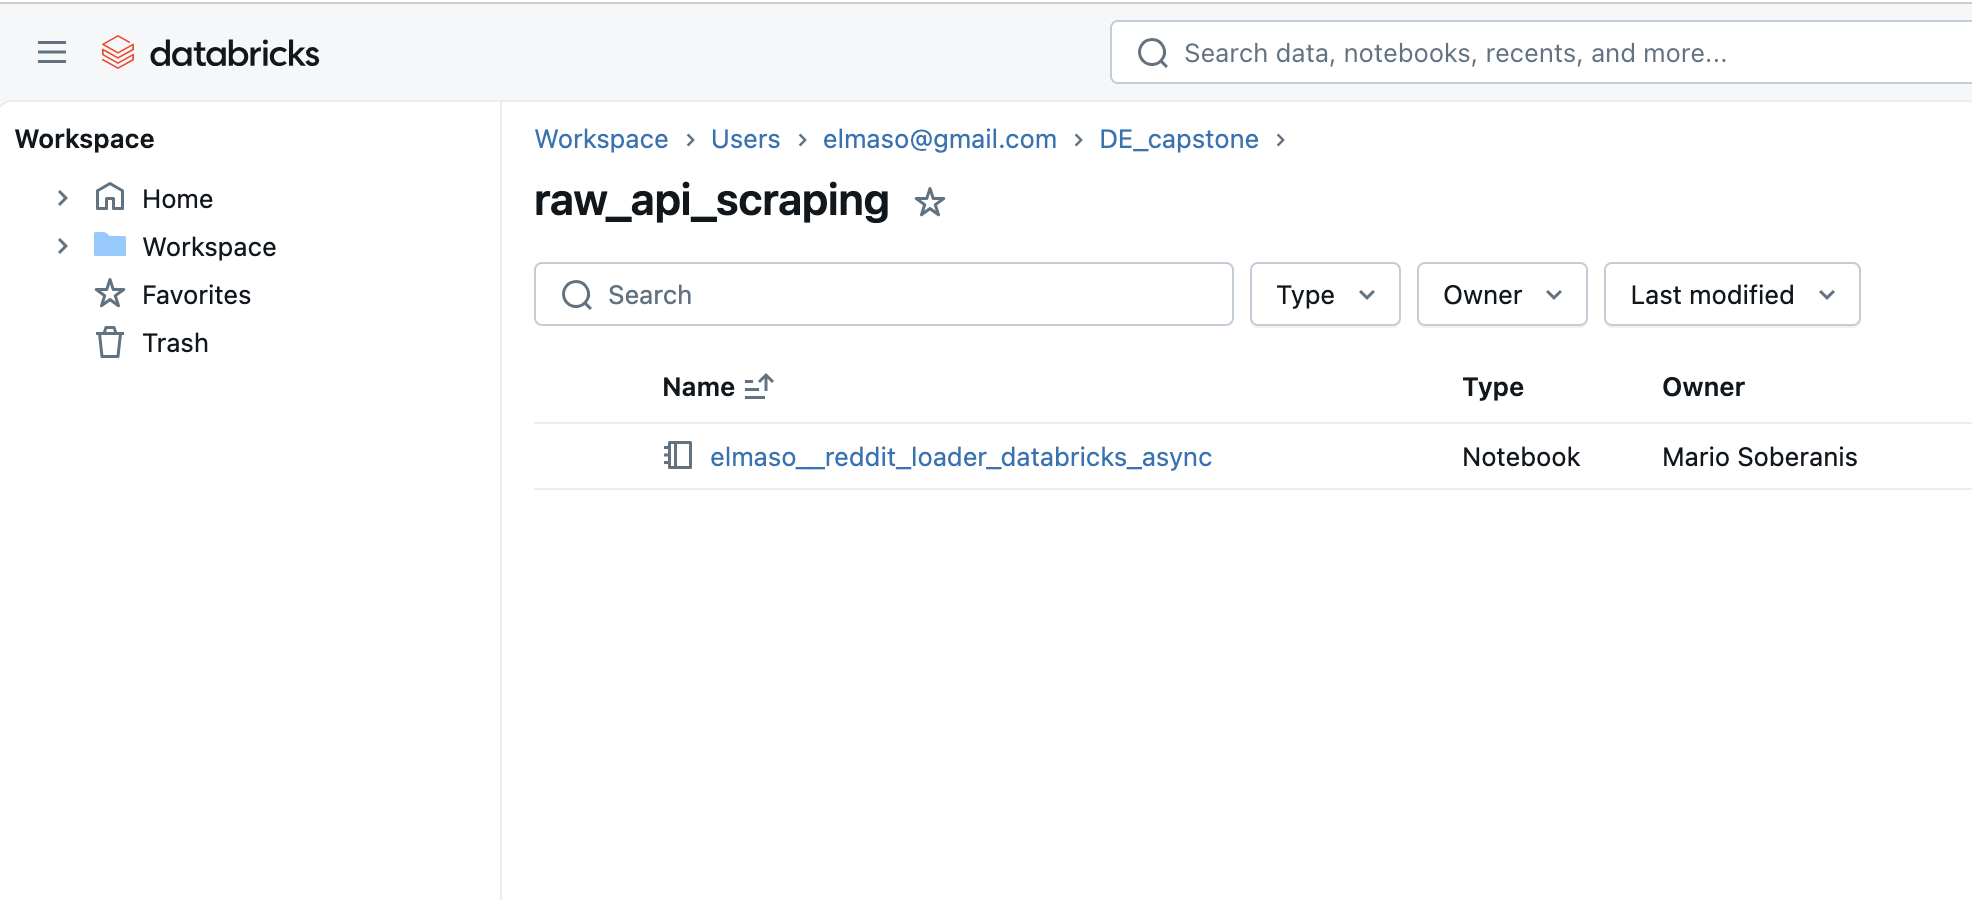 databricks
Search data, notebooks, recents, and more...
Workspace
Home
Workspace
Favorites
Trash
Workspace > Users > elmaso@gmail.com > DE_capstone >
raw_api_scraping
Search
Type
Owner
Last modified
Name Type Owner
elmaso__reddit_loader_databricks_async Notebook Mario Soberanis